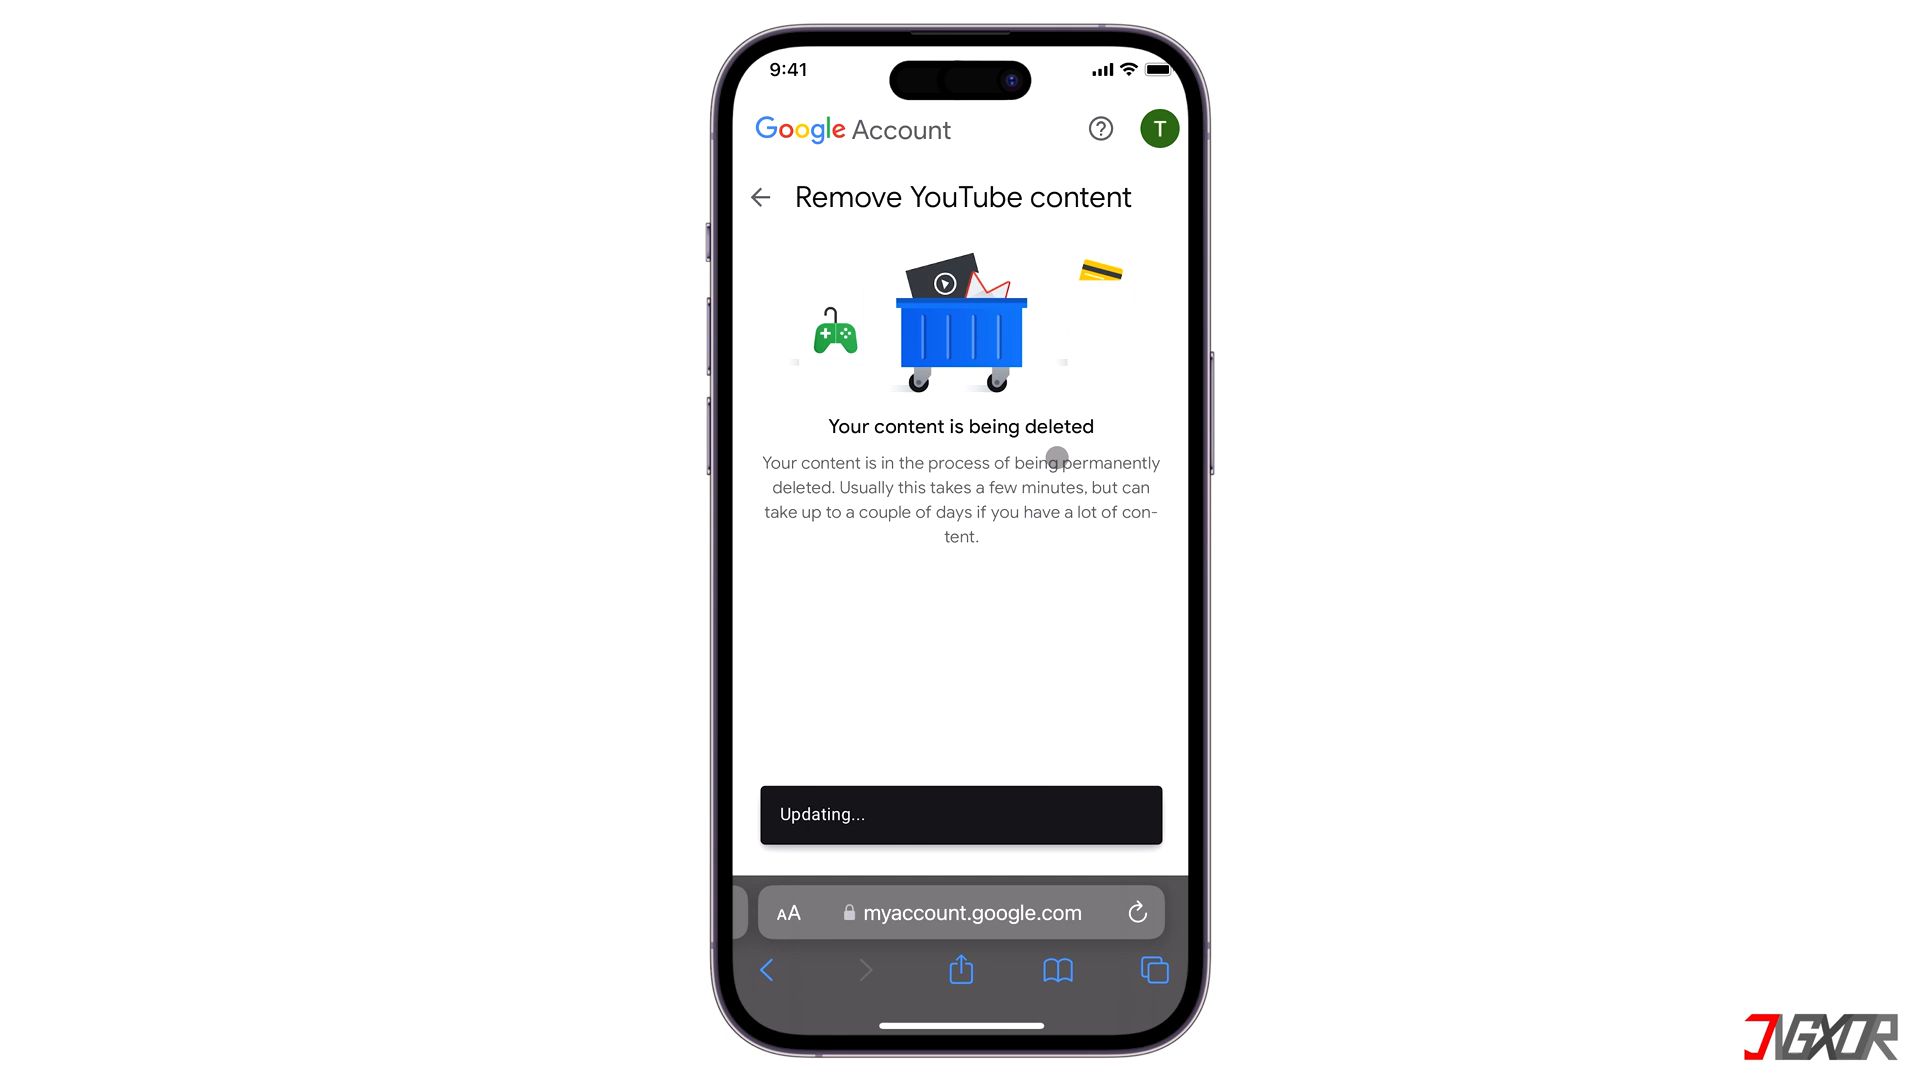 9:41
Google Account
T
Remove YouTube content
Your content is being deleted
Your content is in the process of being permanently
deleted. Usually this takes a few minutes, but can
take up to a couple of days if you have a lot of con-
tent.
Updating...
AA myaccount.google.com
JVGXOR